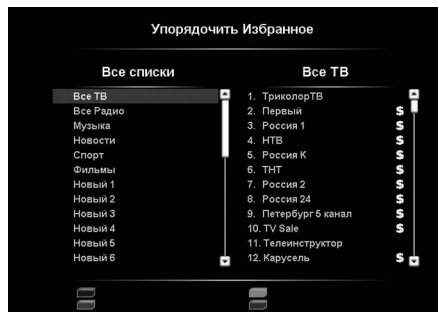 Упорядочить Избранное
Все списки
Все ТВ
Все Радио
Музыка
Новости
Спорт
Фильмы
Новый 1
Новый 2
Новый 3
Новый 4
Новый 5
Новый 6
Все ТВ
1. ТриколорТВ
2. Первый $
3. Россия 1 $
4. НТВ $
5. Россия К $
6. ТНТ $
7. Россия 2 $
8. Россия 24 $
9. Петербург 5 канал $
10. TV Sale $
11. Телеинструктор
12. Карусель $